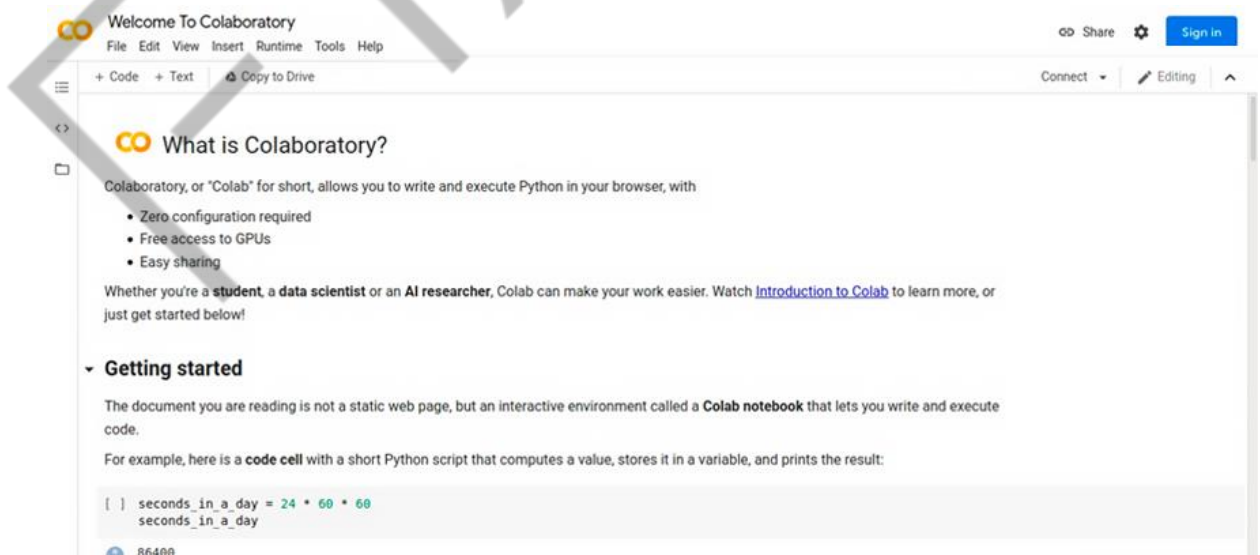 Welcome To Colaboratory
File Edit View Insert Runtime Tools Help
Share
Sign in
+ Code + Text Copy to Drive
Connect
Editing
CO What is Colaboratory?
Colaboratory, or "Colab" for short, allows you to write and execute Python in your browser, with
• Zero configuration required
• Free access to GPUs
• Easy sharing
Whether you're a student, a data scientist or an AI researcher, Colab can make your work easier. Watch Introduction to Colab to learn more, or
just get started below!
Getting started
The document you are reading is not a static web page, but an interactive environment called a Colab notebook that lets you write and execute
code.
For example, here is a code cell with a short Python script that computes a value, stores it in a variable, and prints the result:
[ ] seconds_in_a_day = 24 * 60 * 60
seconds_in_a_day
86400